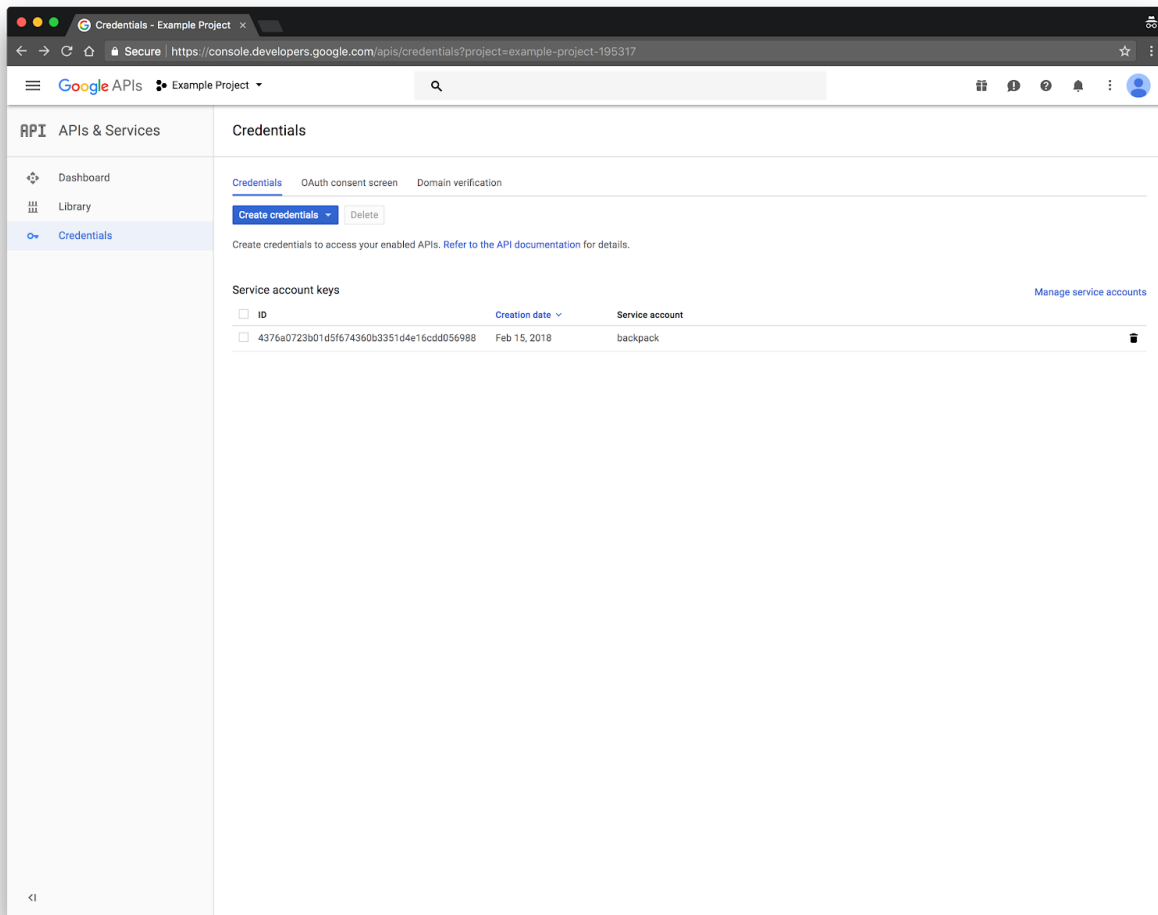 Credentials - Example Project
Secure https://console.developers.google.com/apis/credentials?project=example-project-195317
Google APIs Example Project
API APIs & Services
Credentials
Dashboard
Library
Credentials
Credentials OAuth consent screen Domain verification
Create credentials Delete
Create credentials to access your enabled APIs. Refer to the API documentation for details.
Service account keys
Manage service accounts
ID Creation date Service account
4376a0723b01d5f674360b3351d4e16cdd056988 Feb 15, 2018 backpack